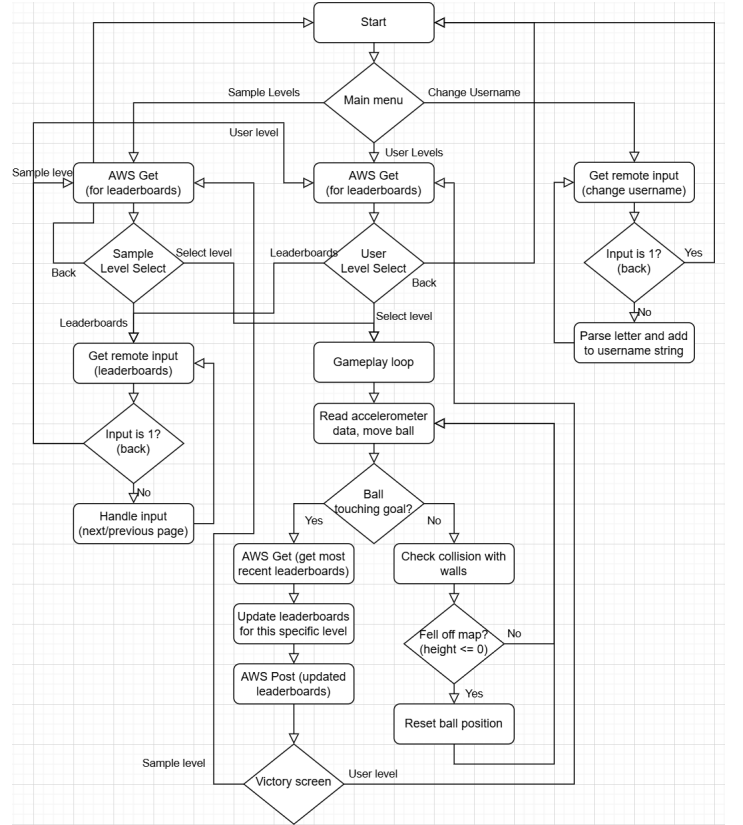 Start
Main menu
Sample Levels
Change Username
User level
User Levels
Sample level
AWS Get
(for leaderboards)
AWS Get
(for leaderboards)
Get remote input
(change username)
Sample
Level Select
Select level
Back
Leaderboards
User
Level Select
Back
Input is 1?
(back)
Yes
No
Leaderboards
Select level
Parse letter and add
to username string
Get remote input
(leaderboards)
Gameplay loop
Read accelerometer
data, move ball
Input is 1?
(back)
No
Handle input
(next/previous page)
Ball
touching goal?
Yes
No
AWS Get (get most
recent leaderboards)
Check collision with
walls
Update leaderboards
for this specific level
Fell off map?
(height <= 0)
No
Yes
AWS Post (updated
leaderboards)
Reset ball position
Sample level
Victory screen
User level